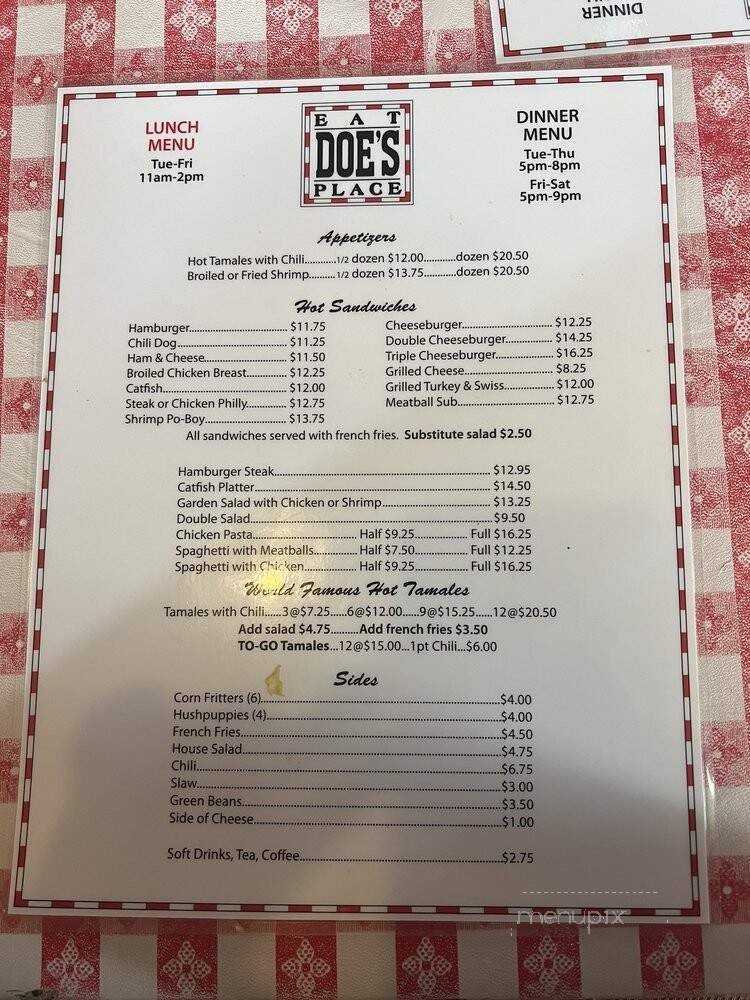 DINNER
LUNCH
MENU
Tue-Fri
11am-2pm
EAT
DOE'S
PLACE
DINNER
MENU
Tue-Thu
5pm-8pm
Fri-Sat
5pm-9pm
Appetizers
Hot Tamales with Chili............1/2 dozen $12.00............dozen $20.50
Broiled or Fried Shrimp..........1/2 dozen $13.75............dozen $20.50
Hot Sandwiches
Hamburger.................................. $11.75
Chili Dog...................................... $11.25
Ham & Cheese............................. $11.50
Broiled Chicken Breast.............. $12.25
Catfish.......................................... $12.00
Steak or Chicken Philly.............. $12.75
Shrimp Po-Boy............................ $13.75
Cheeseburger.............................. $12.25
Double Cheeseburger................ $14.25
Triple Cheeseburger................... $16.25
Grilled Cheese............................. $8.25
Grilled Turkey & Swiss................. $12.00
Meatball Sub................................ $12.75
All sandwiches served with french fries. Substitute salad $2.50
Hamburger Steak........................................................................ $12.95
Catfish Platter.............................................................................. $14.50
Garden Salad with Chicken or Shrimp.................................... $13.25
Double Salad.................................................................................$9.50
Chicken Pasta................................... Half $9.25.................. Full $16.25
Spaghetti with Meatballs............... Half $7.50.................. Full $12.25
Spaghetti with Chicken.................. Half $9.25.................. Full $16.25
World Famous Hot Tamales
Tamales with Chili......3@$7.25......6@$12.00......9@$15.25......12@$20.50
Add salad $4.75..........Add french fries $3.50
TO-GO Tamales...12@$15.00...1pt Chili...$6.00
Sides
Corn Fritters (6)................................................................................$4.00
Hushpuppies (4)..............................................................................$4.00
French Fries.......................................................................................$4.50
House Salad......................................................................................$4.75
Chili.....................................................................................................$6.75
Slaw.....................................................................................................$3.00
Green Beans......................................................................................$3.50
Side of Cheese..................................................................................$1.00
Soft Drinks, Tea, Coffee...................................................................$2.75
menupix